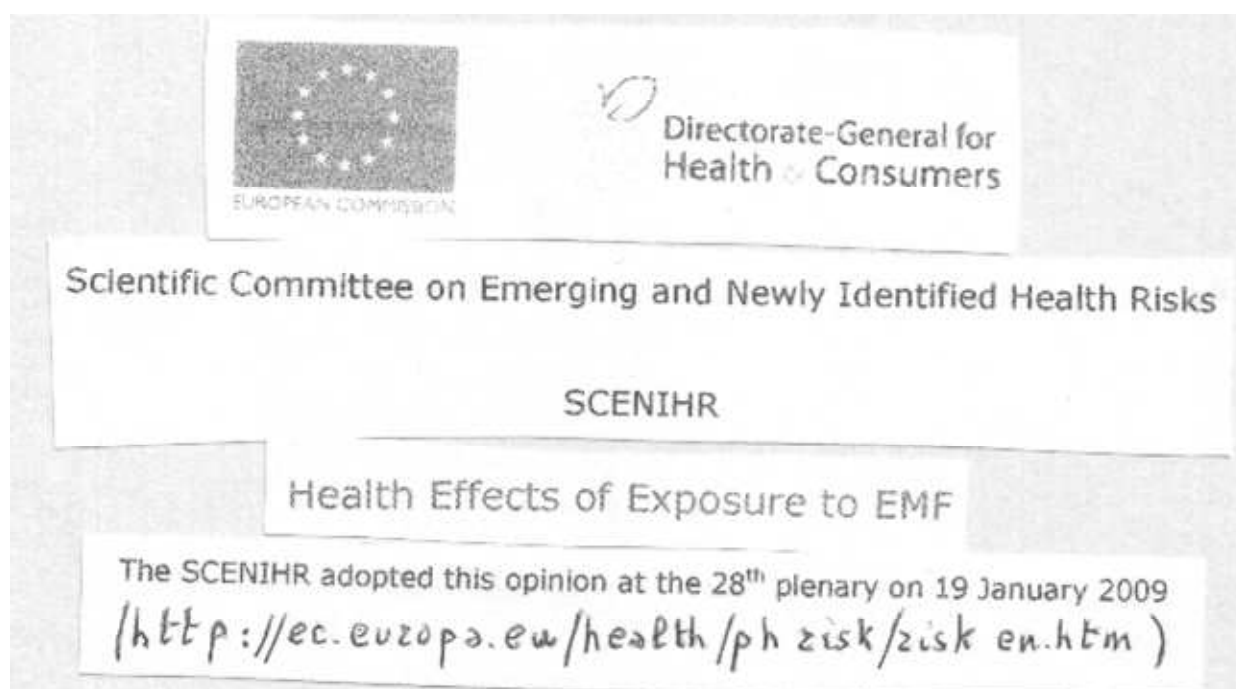 EUROPEAN COMMISSION
Directorate-General for
Health & Consumers
Scientific Committee on Emerging and Newly Identified Health Risks
SCENIHR
Health Effects of Exposure to EMF
The SCENIHR adopted this opinion at the 28th plenary on 19 January 2009
/http://ec.europa.eu/health/ph risk/risk en.htm)